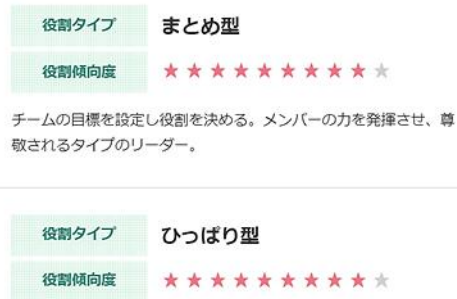 役割タイプ まとめ型
役割傾向度 ★★★★★★★★★★
チームの目標を設定し役割を決める。メンバーの力を発揮させ、尊
敬されるタイプのリーダー。
役割タイプ ひっぱり型
役割傾向度 ★★★★★★★★★★